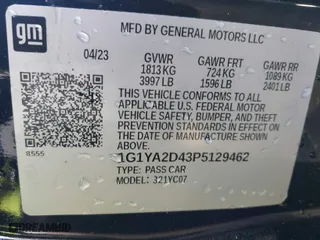 gm
MFD BY GENERAL MOTORS LLC
04/23 GVWR GAWR FRT GAWR RR
1813 KG 724 KG 1089 KG
3997 LB 1596 LB 2401 LB
THIS VEHICLE CONFORMS TO ALL
APPLICABLE U.S. FEDERAL MOTOR VEHICLE
SAFETY, BUMPER, AND THEFT PREVENTION
STANDARDS IN EFFECT ON THE DATE
OF MANUFACTURE SHOWN ABOVE.
8555
1G1YA2D43P5129462
TYPE: PASS CAR
MODEL: 321YC07